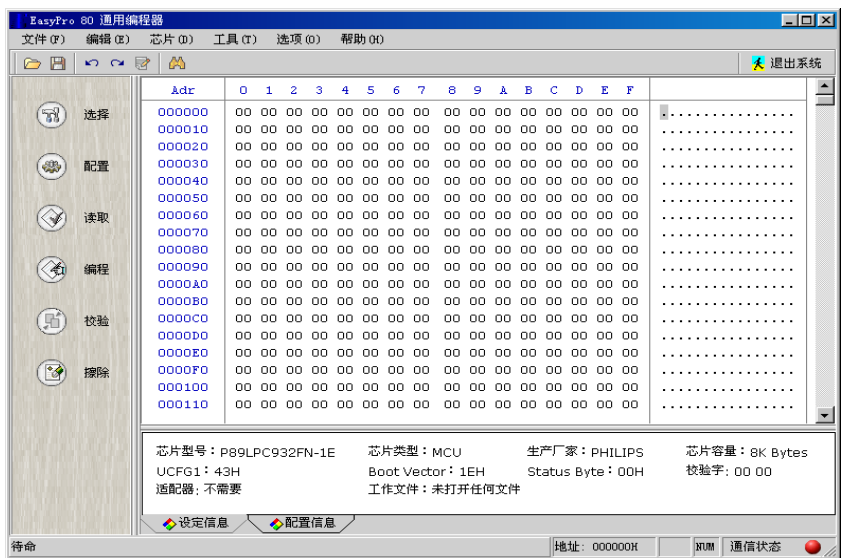 EasyPro 80 通用编程器
文件(F) 编辑(E) 芯片(D) 工具(T) 选项(O) 帮助(H)
退出系统
选择
配置
读取
编程
校验
擦除
Adr 0 1 2 3 4 5 6 7 8 9 A B C D E F
000000 00 00 00 00 00 00 00 00 00 00 00 00 00 00 00 00 ................
000010 00 00 00 00 00 00 00 00 00 00 00 00 00 00 00 00 ................
000020 00 00 00 00 00 00 00 00 00 00 00 00 00 00 00 00 ................
000030 00 00 00 00 00 00 00 00 00 00 00 00 00 00 00 00 ................
000040 00 00 00 00 00 00 00 00 00 00 00 00 00 00 00 00 ................
000050 00 00 00 00 00 00 00 00 00 00 00 00 00 00 00 00 ................
000060 00 00 00 00 00 00 00 00 00 00 00 00 00 00 00 00 ................
000070 00 00 00 00 00 00 00 00 00 00 00 00 00 00 00 00 ................
000080 00 00 00 00 00 00 00 00 00 00 00 00 00 00 00 00 ................
000090 00 00 00 00 00 00 00 00 00 00 00 00 00 00 00 00 ................
0000A0 00 00 00 00 00 00 00 00 00 00 00 00 00 00 00 00 ................
0000B0 00 00 00 00 00 00 00 00 00 00 00 00 00 00 00 00 ................
0000C0 00 00 00 00 00 00 00 00 00 00 00 00 00 00 00 00 ................
0000D0 00 00 00 00 00 00 00 00 00 00 00 00 00 00 00 00 ................
0000E0 00 00 00 00 00 00 00 00 00 00 00 00 00 00 00 00 ................
0000F0 00 00 00 00 00 00 00 00 00 00 00 00 00 00 00 00 ................
000100 00 00 00 00 00 00 00 00 00 00 00 00 00 00 00 00 ................
000110 00 00 00 00 00 00 00 00 00 00 00 00 00 00 00 00 ................
芯片型号：P89LPC932FN-1E 芯片类型：MCU 生产厂家：PHILIPS 芯片容量：8K Bytes
UCFG1：43H Boot Vector：1EH Status Byte：00H 校验字：00 00
适配器：不需要 工作文件：未打开任何文件
设定信息 配置信息
待命 地址：000000H NUM 通信状态